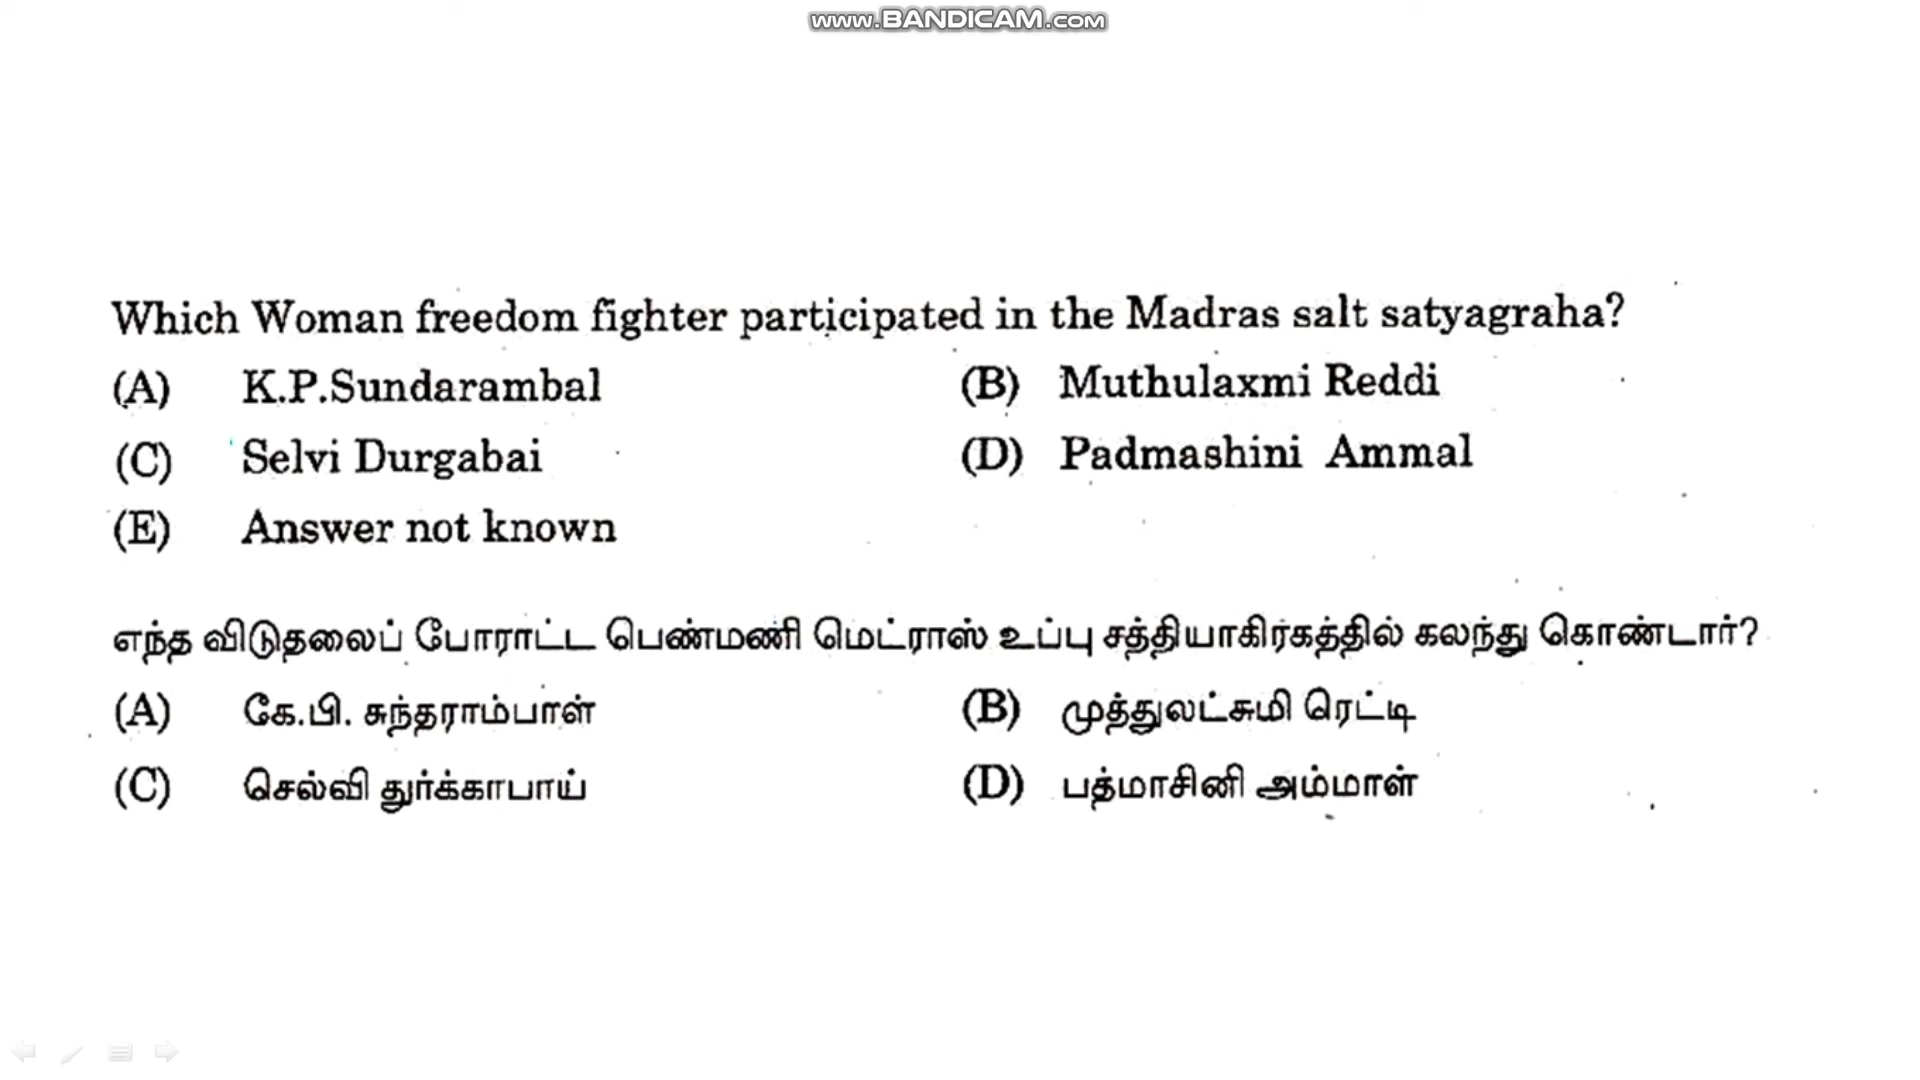 www.BANDICAM.com
Which Woman freedom fighter participated in the Madras salt satyagraha?
(A) K.P.Sundarambal (B) Muthulaxmi Reddi
(C) Selvi Durgabai (D) Padmashini Ammal
(E) Answer not known
எந்த விடுதலைப் போராட்ட பெண்மணி மெட்ராஸ் உப்பு சத்தியாகிரகத்தில் கலந்து கொண்டார்?
(A) கே.பி. சுந்தராம்பாள் (B) முத்துலட்சுமி ரெட்டி
(C) செல்வி துர்க்காபாய் (D) பத்மாசினி அம்மாள்